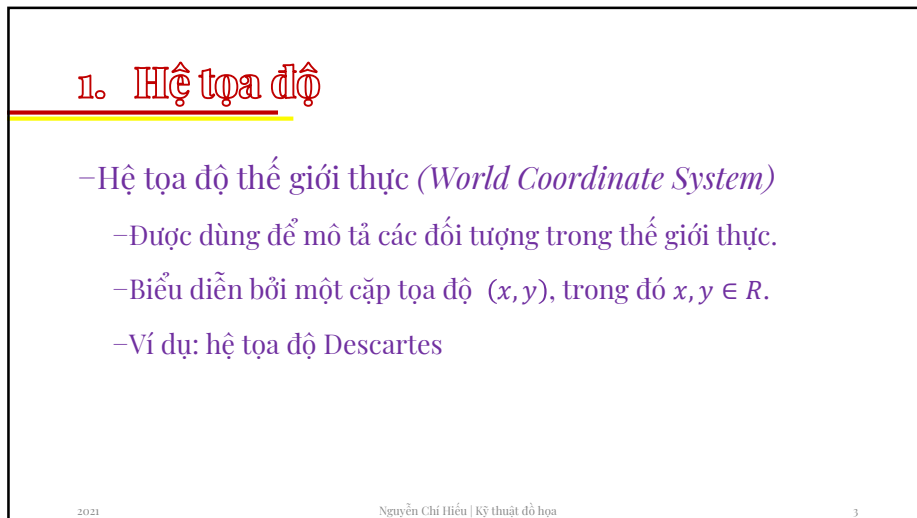 1. Hệ tọa độ
–Hệ tọa độ thế giới thực (World Coordinate System)
–Được dùng để mô tả các đối tượng trong thế giới thực.
–Biểu diễn bởi một cặp tọa độ (x, y), trong đó x, y ∈ R.
–Ví dụ: hệ tọa độ Descartes
2021 Nguyễn Chí Hiếu | Kỹ thuật đồ họa 3